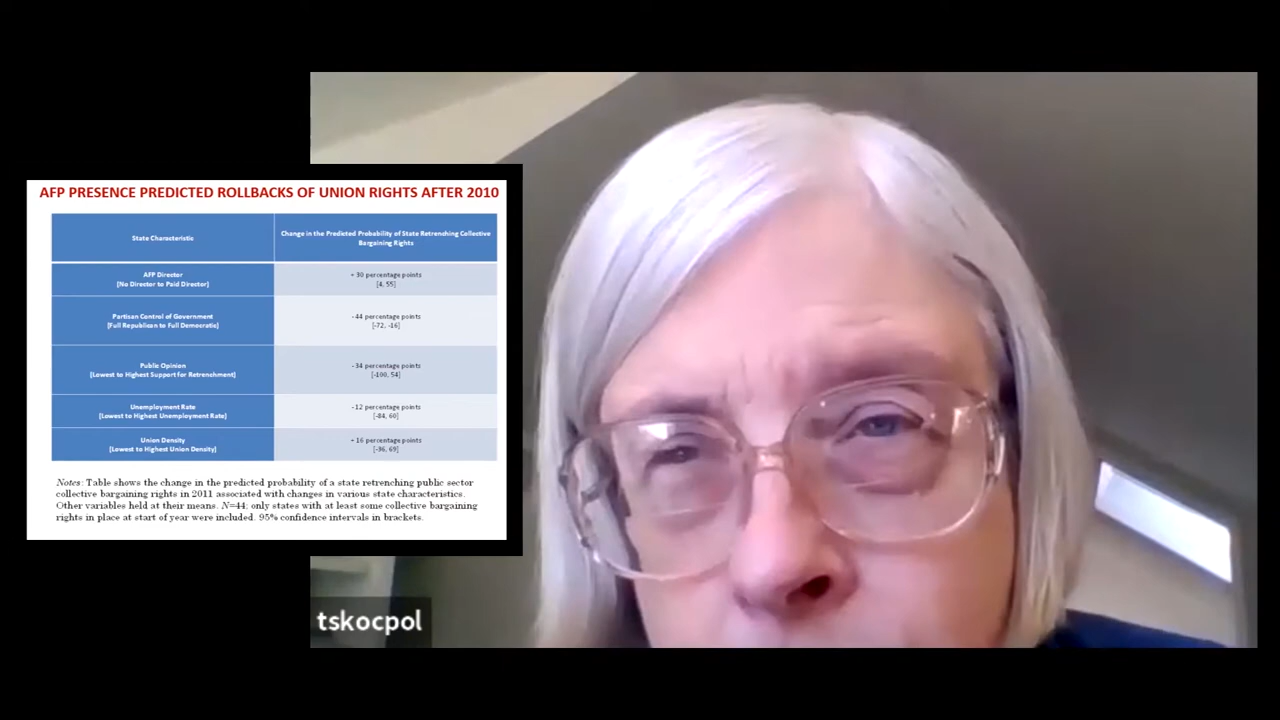 AFP PRESENCE PREDICTED ROLLBACKS OF UNION RIGHTS AFTER 2010
State Characteristic
Change in the Predicted Probability of State Retrenching Collective
Bargaining Rights
AFP Director
[No Director to Paid Director]
+ 30 percentage points
[4, 55]
Partisan Control of Government
[Full Republican to Full Democratic]
- 44 percentage points
[-72, -16]
Public Opinion
[Lowest to Highest Support for Retrenchment]
- 34 percentage points
[-100, 54]
Unemployment Rate
[Lowest to Highest Unemployment Rate]
- 12 percentage points
[-84, 60]
Union Density
[Lowest to Highest Union Density]
+ 16 percentage points
[-36, 69]
Notes: Table shows the change in the predicted probability of a state retrenching public sector
collective bargaining rights in 2011 associated with changes in various state characteristics.
Other variables held at their means. N=44; only states with at least some collective bargaining
rights in place at start of year were included. 95% confidence intervals in brackets.
tskocpol